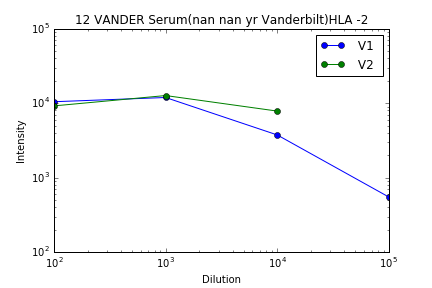 12 VANDER Serum(nan nan yr Vanderbilt)HLA -2
V1
V2
10^5
10^4
10^3
10^2
Intensity
10^2 10^3 10^4 10^5
Dilution